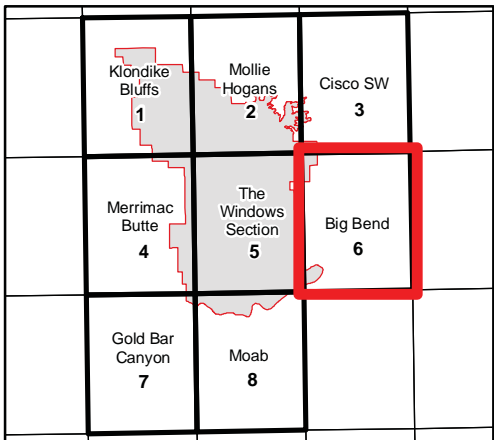 Klondike
Bluffs
1
Mollie
Hogans
2
Cisco SW
3
Merrimac
Butte
4
The
Windows
Section
5
Big Bend
6
Gold Bar
Canyon
7
Moab
8